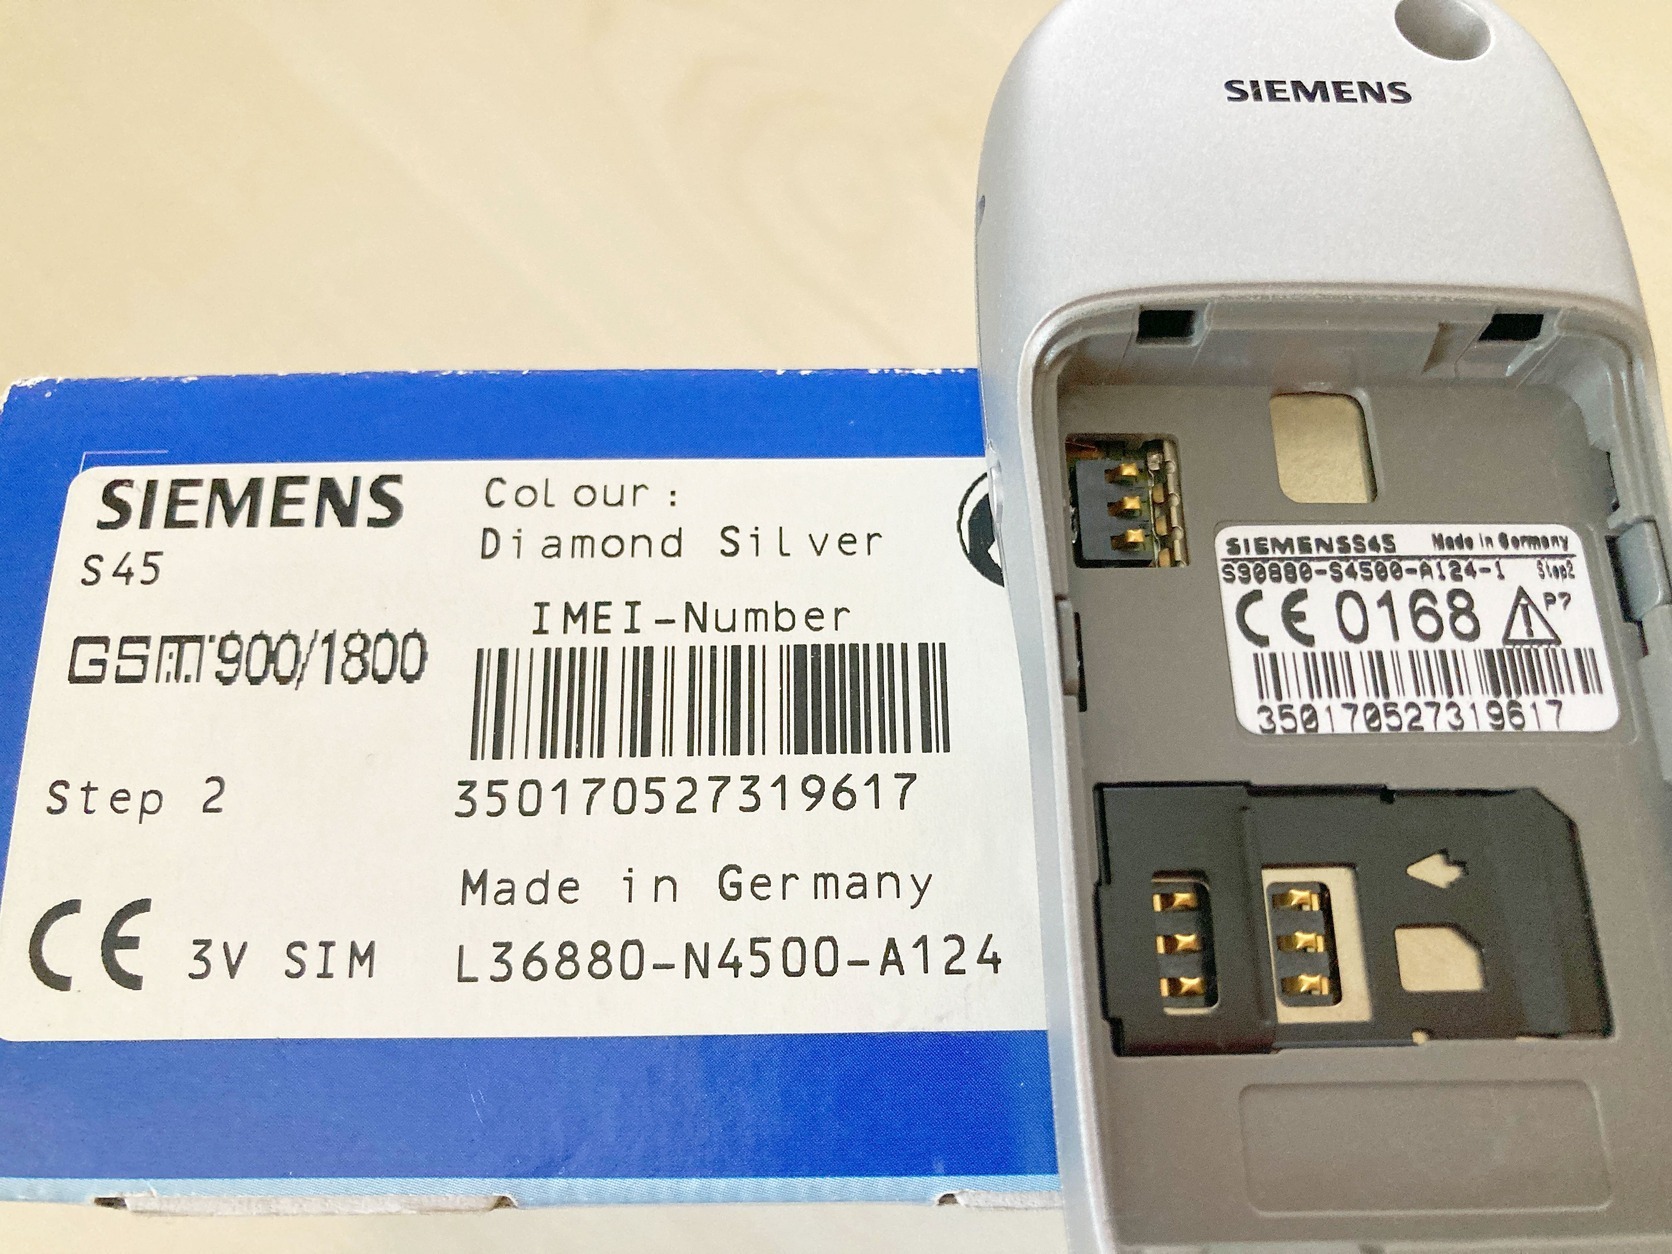 SIEMENS
S45
GSM 900/1800
Step 2
3V SIM
Colour:
Diamond Silver
IMEI-Number
350170527319617
Made in Germany
L36880-N4500-A124
SIEMENS
SIEMENS S45 Made in Germany
S30880-S4500-A124-1 Step2
CE 0168 P7
350170527319617